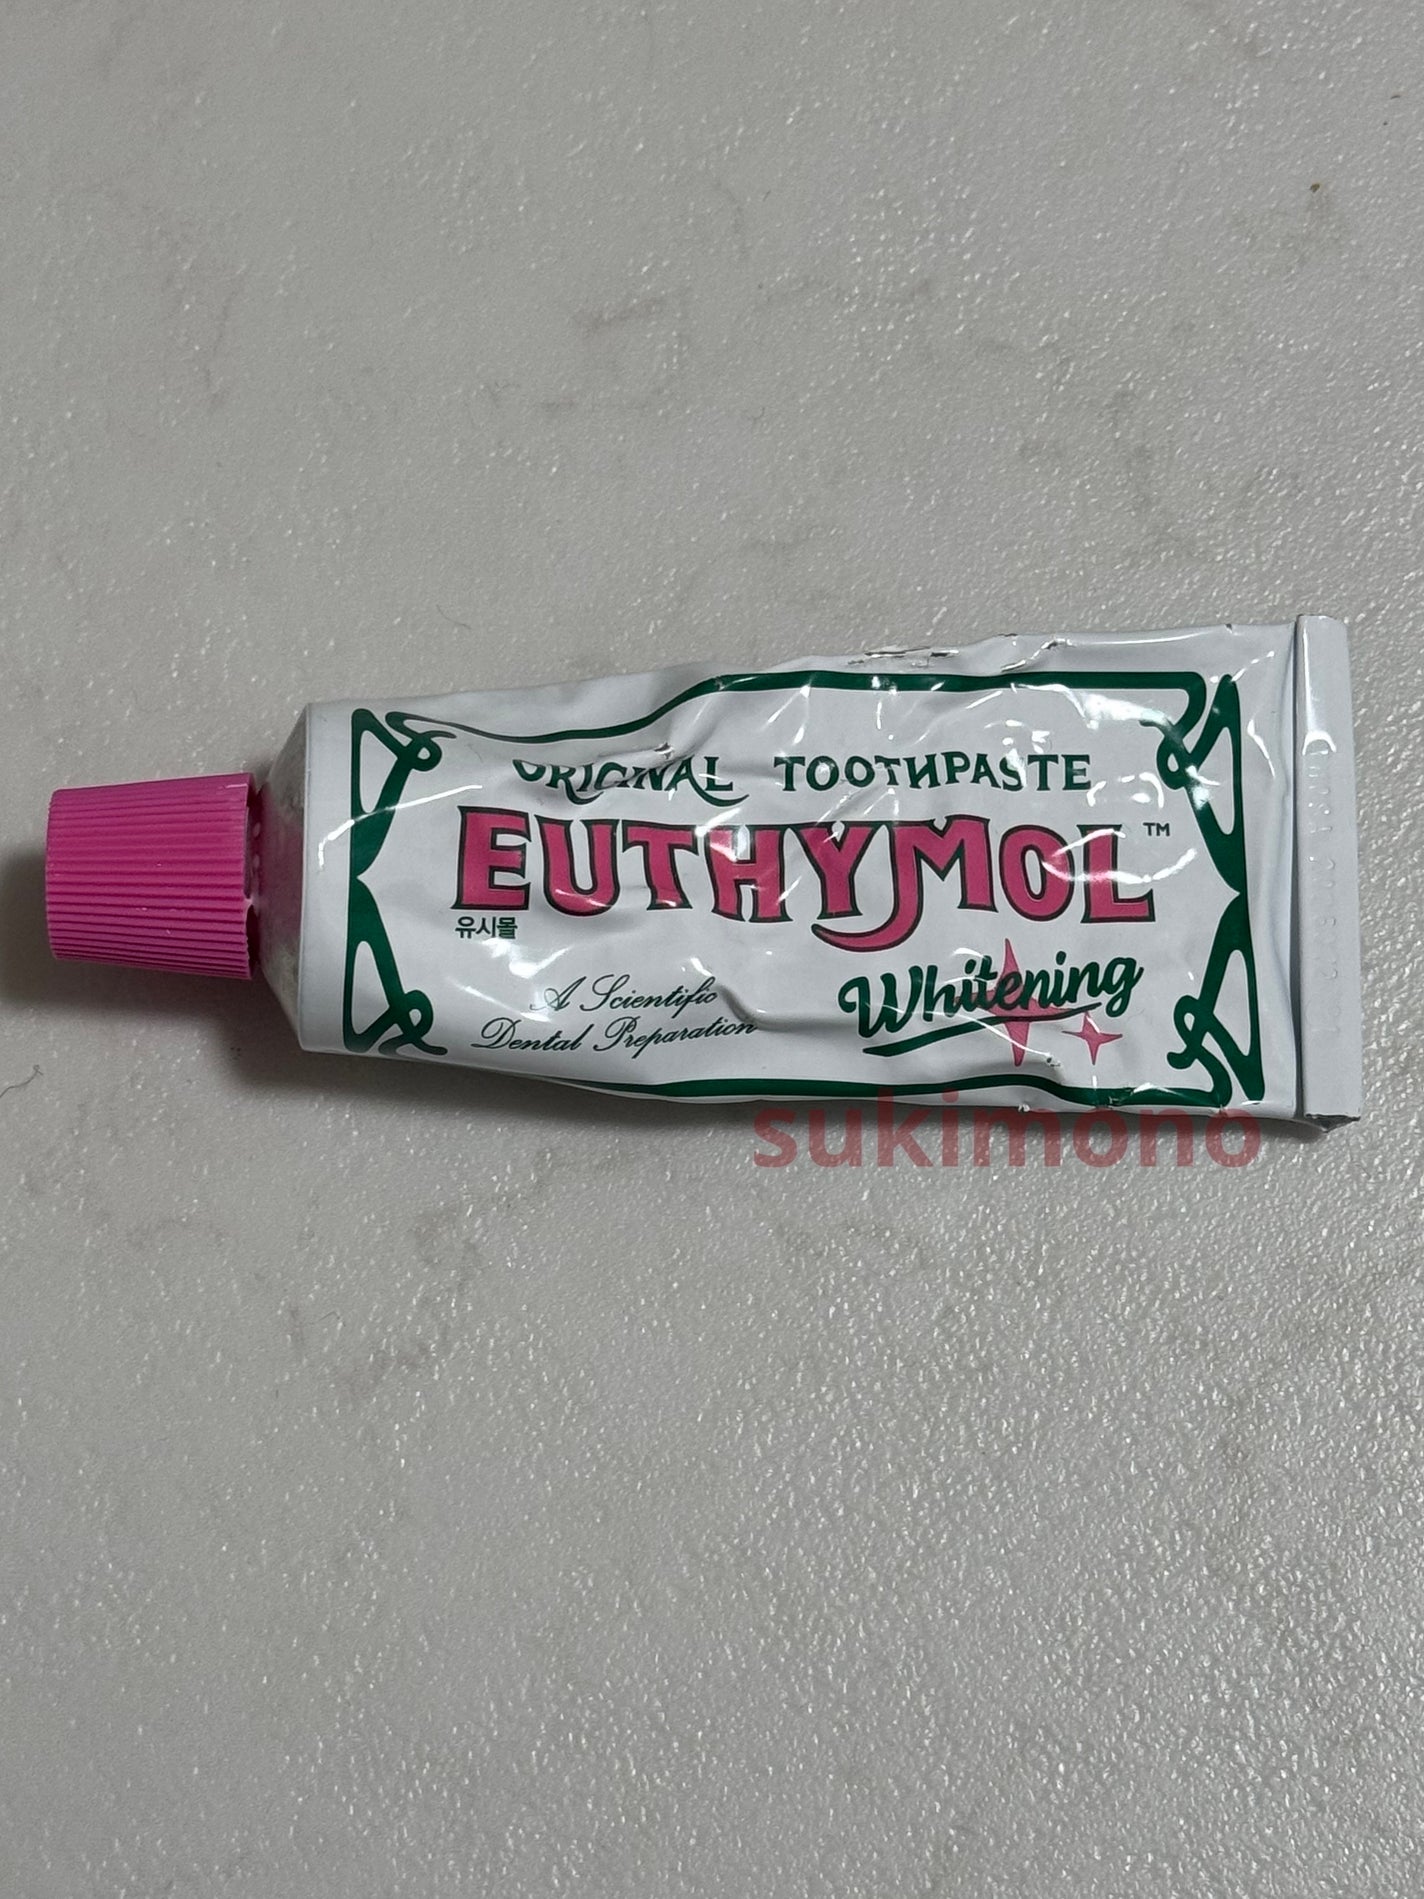 ORIGINAL TOOTHPASTE
EUTHYMOL™
유시몰
A Scientific
Dental Preparation
Whitening
sukimono